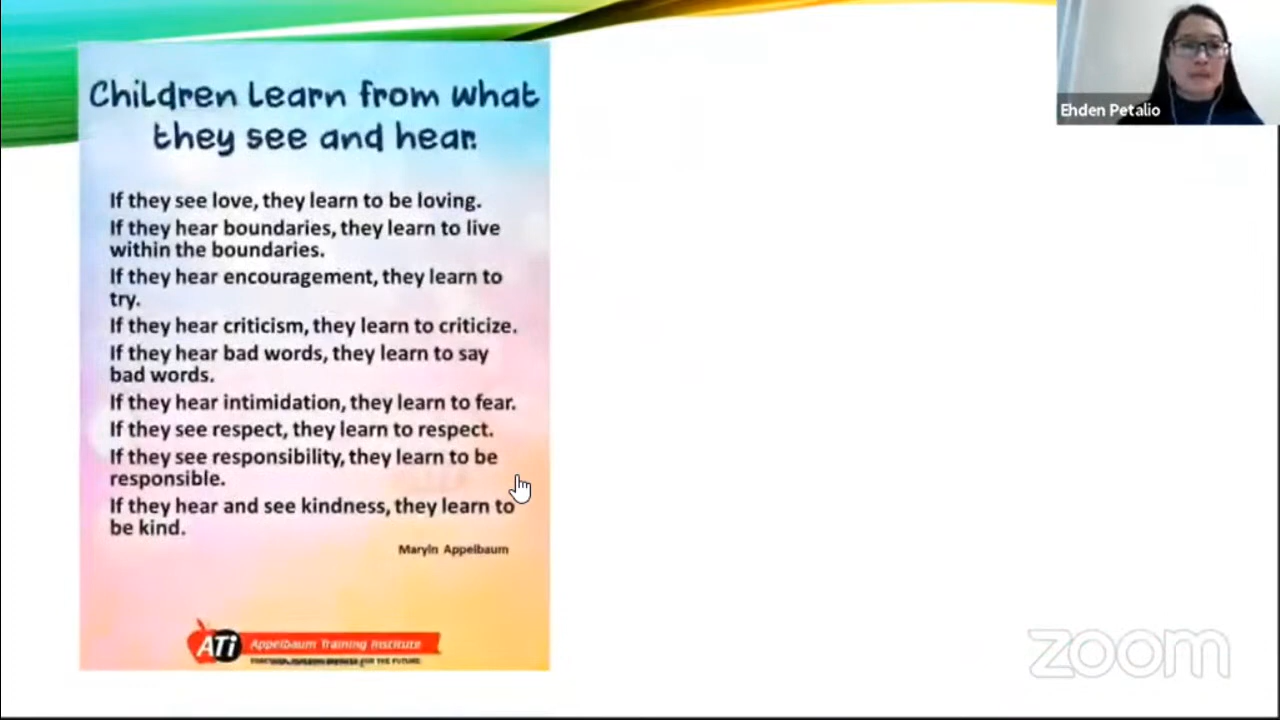 Children Learn from what
they see and hear.
If they see love, they learn to be loving.
If they hear boundaries, they learn to live
within the boundaries.
If they hear encouragement, they learn to
try.
If they hear criticism, they learn to criticize.
If they hear bad words, they learn to say
bad words.
If they hear intimidation, they learn to fear.
If they see respect, they learn to respect.
If they see responsibility, they learn to be
responsible.
If they hear and see kindness, they learn to
be kind.
Maryln Appelbaum
ATi Appelbaum Training Institute
FOR THE FUTURE
Ehden Petalio
zoom